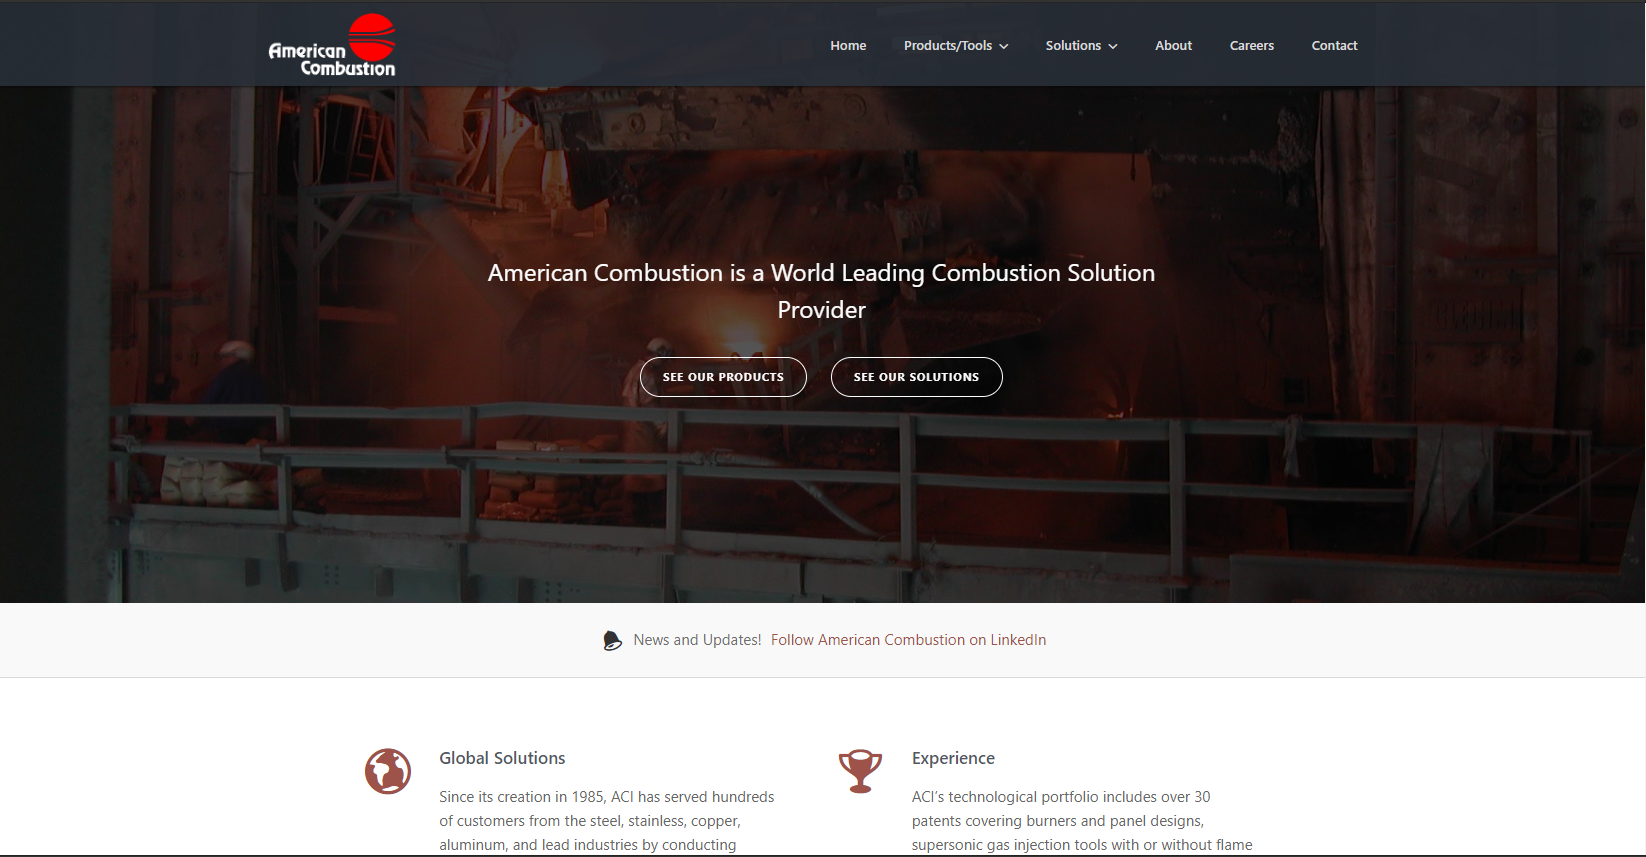 American
Combustion
Home
Products/Tools
Solutions
About
Careers
Contact
American Combustion is a World Leading Combustion Solution
Provider
SEE OUR PRODUCTS
SEE OUR SOLUTIONS
News and Updates! Follow American Combustion on LinkedIn
Global Solutions
Since its creation in 1985, ACI has served hundreds
of customers from the steel, stainless, copper,
aluminum, and lead industries by conducting
Experience
ACI’s technological portfolio includes over 30
patents covering burners and panel designs,
supersonic gas injection tools with or without flame